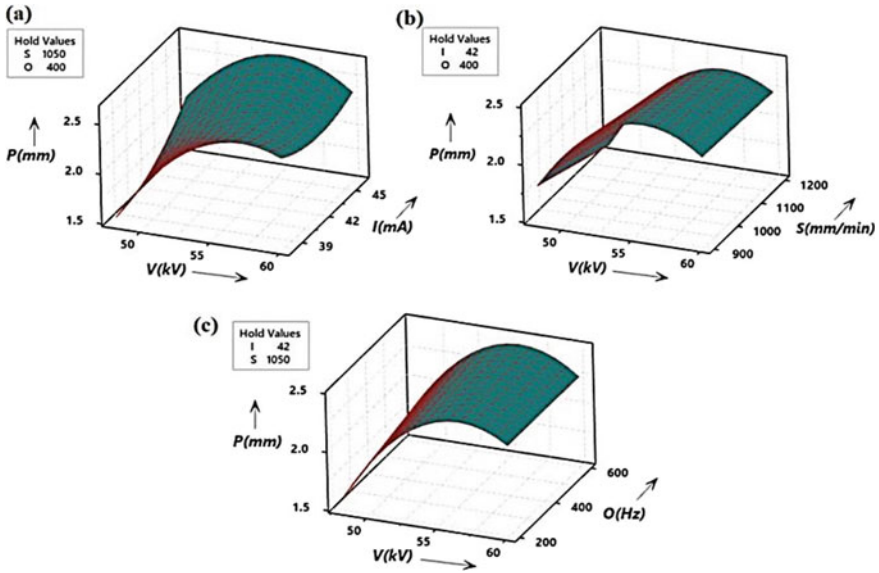 (a)
Hold Values
S 1050
O 400
P(mm)
2.5
2.0
1.5
50
55
60
V(kV)
39
42
45
I(mA)
(b)
Hold Values
I 42
O 400
P(mm)
2.5
2.0
1.5
50
55
60
V(kV)
900
1000
1100
1200
S(mm/min)
(c)
Hold Values
I 42
S 1050
P(mm)
2.5
2.0
1.5
50
55
60
V(kV)
200
400
600
O(Hz)